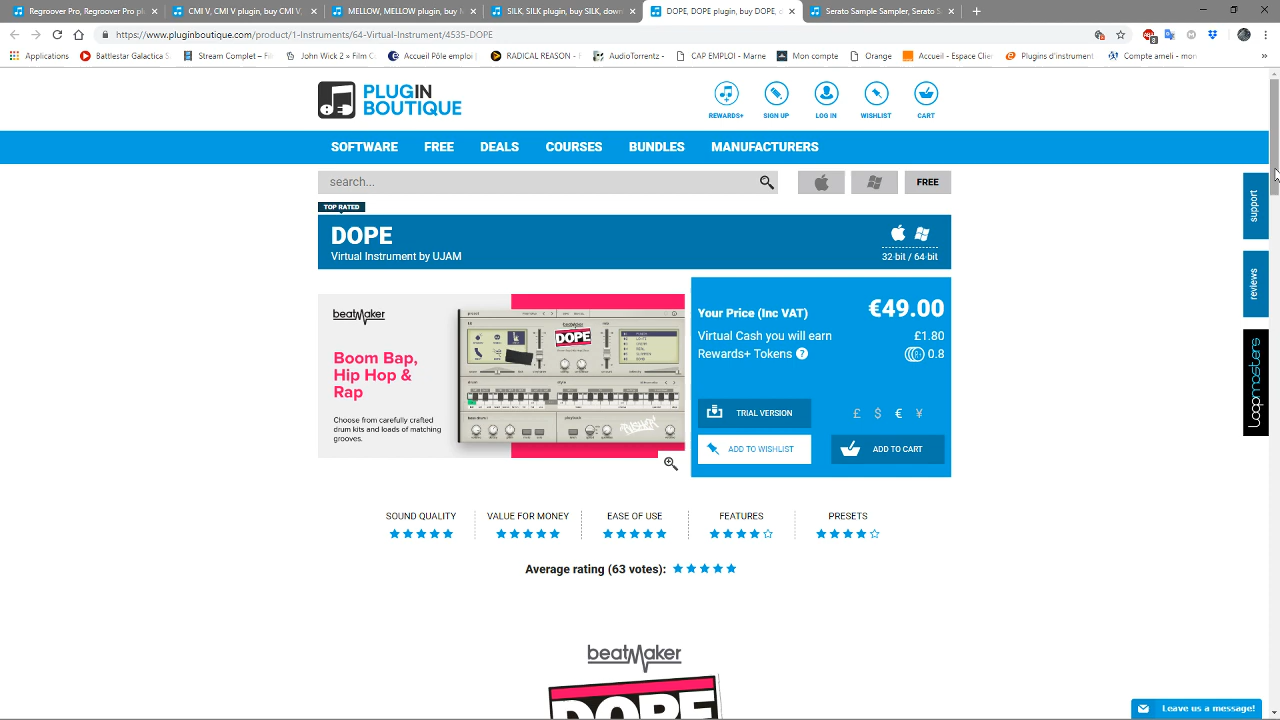 Regroover Pro, Regroover Pro p
CMI V, CMI V plugin, buy CMI V
MELLOW, MELLOW plugin, buy M
SILK, SILK plugin, buy SILK, down
DOPE, DOPE plugin, buy DOPE, d
Serato Sample, Serato Sample pl
https://www.pluginboutique.com/product/1-Instruments/64-Virtual-Instrument/4535-DOPE
Applications
Battlestar Galactica S
Stream Complet – Fi
John Wick 2 » Film C
Accueil Pôle emploi
RADICAL REASON – F
AudioTorrentz -
CAP EMPLOI - Marne
Mon compte
Orange
Accueil - Espace Clien
Plugins d'instrument
Compte ameli - mon
»
PLUGIN
BOUTIQUE
REWARDS+
SIGN UP
LOG IN
WISHLIST
CART
SOFTWARE
FREE
DEALS
COURSES
BUNDLES
MANUFACTURERS
search...
FREE
TOP RATED
DOPE
Virtual Instrument by UJAM
32-bit / 64-bit
support
reviews
loopmasters
beatMaker
Boom Bap,
Hip Hop &
Rap
Choose from carefully crafted
drum kits and loads of matching
grooves.
DOPE
Your Price (Inc VAT)
€49.00
Virtual Cash you will earn
£1.80
Rewards+ Tokens ?
0.8
TRIAL VERSION
£ $ € ¥
ADD TO WISHLIST
ADD TO CART
SOUND QUALITY
VALUE FOR MONEY
EASE OF USE
FEATURES
PRESETS
Average rating (63 votes):
beatMaker
DOPE
Leave us a message!